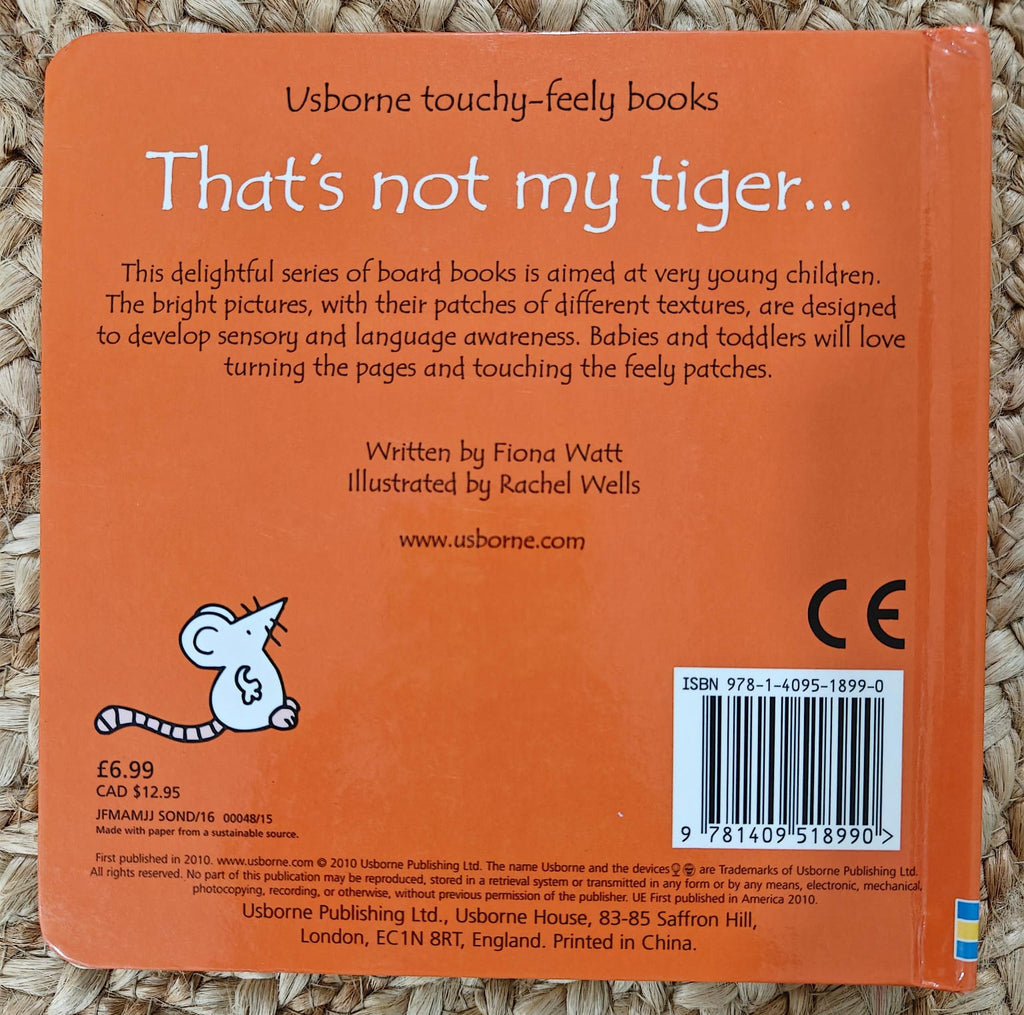 Usborne touchy-feely books
That's not my tiger...
This delightful series of board books is aimed at very young children.
The bright pictures, with their patches of different textures, are designed
to develop sensory and language awareness. Babies and toddlers will love
turning the pages and touching the feely patches.
Written by Fiona Watt
Illustrated by Rachel Wells
www.usborne.com
CE
ISBN 978-1-4095-1899-0
9 781409 518990 >
£6.99
CAD $12.95
JFMAMJJ SOND/16 00048/15
Made with paper from a sustainable source.
First published in 2010. www.usborne.com © 2010 Usborne Publishing Ltd. The name Usborne and the devices are Trademarks of Usborne Publishing Ltd.
All rights reserved. No part of this publication may be reproduced, stored in a retrieval system or transmitted in any form or by any means, electronic, mechanical,
photocopying, recording, or otherwise, without previous permission of the publisher. UE First published in America 2010.
Usborne Publishing Ltd., Usborne House, 83-85 Saffron Hill,
London, EC1N 8RT, England. Printed in China.